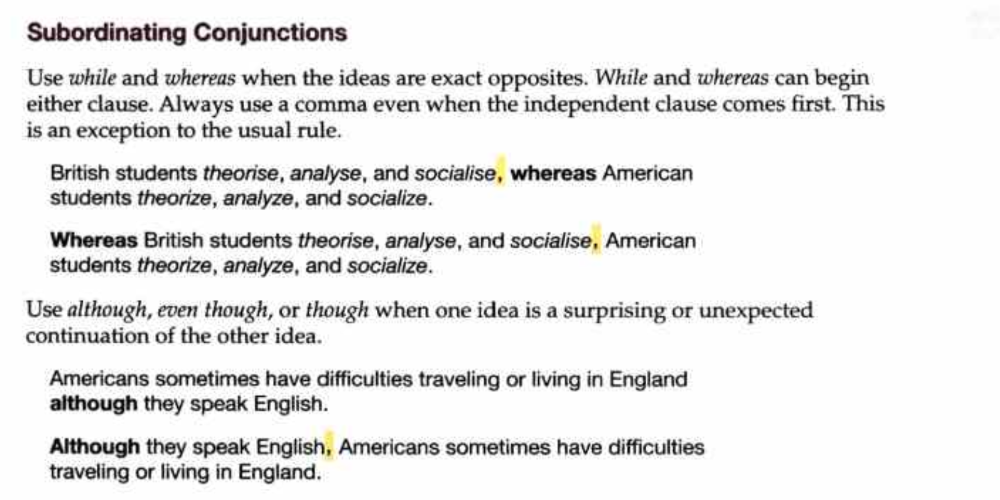 Subordinating Conjunctions
Use while and whereas when the ideas are exact opposites. While and whereas can begin
either clause. Always use a comma even when the independent clause comes first. This
is an exception to the usual rule.
British students theorise, analyse, and socialise, whereas American
students theorize, analyze, and socialize.
Whereas British students theorise, analyse, and socialise, American
students theorize, analyze, and socialize.
Use although, even though, or though when one idea is a surprising or unexpected
continuation of the other idea.
Americans sometimes have difficulties traveling or living in England
although they speak English.
Although they speak English, Americans sometimes have difficulties
traveling or living in England.